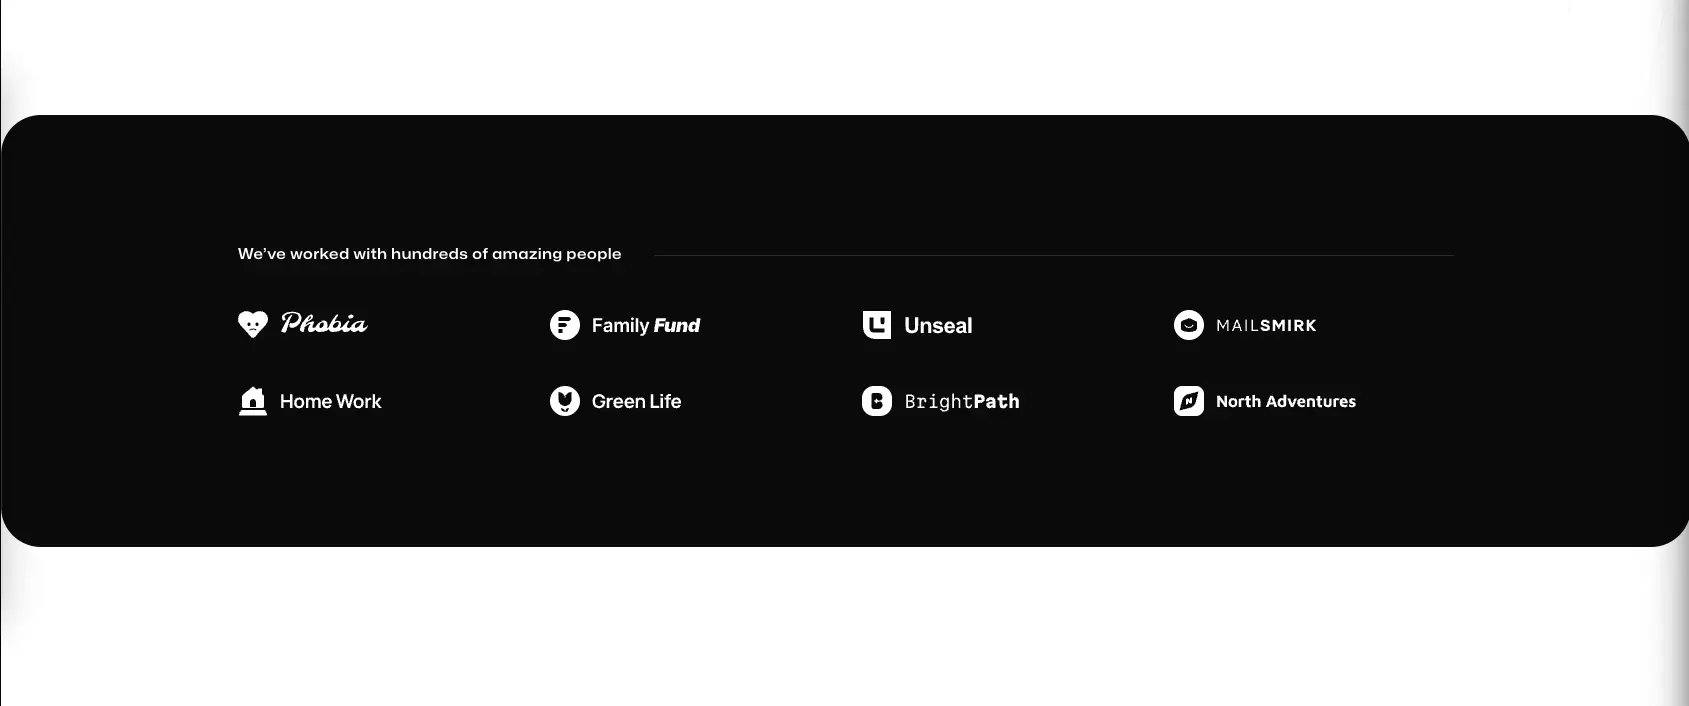 We've worked with hundreds of amazing people
Phobia
Family Fund
Unseal
MAILSMIRK
Home Work
Green Life
BrightPath
North Adventures